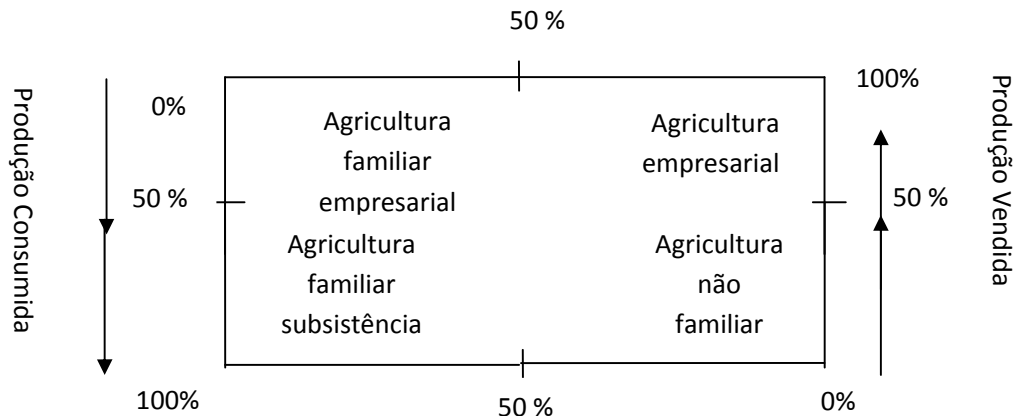 50 %
Produção Consumida
0%
50 %
100%
Agricultura
familiar
empresarial
Agricultura
familiar
subsistência
Agricultura
empresarial
Agricultura
não
familiar
50 %
100%
50 %
0%
Produção Vendida